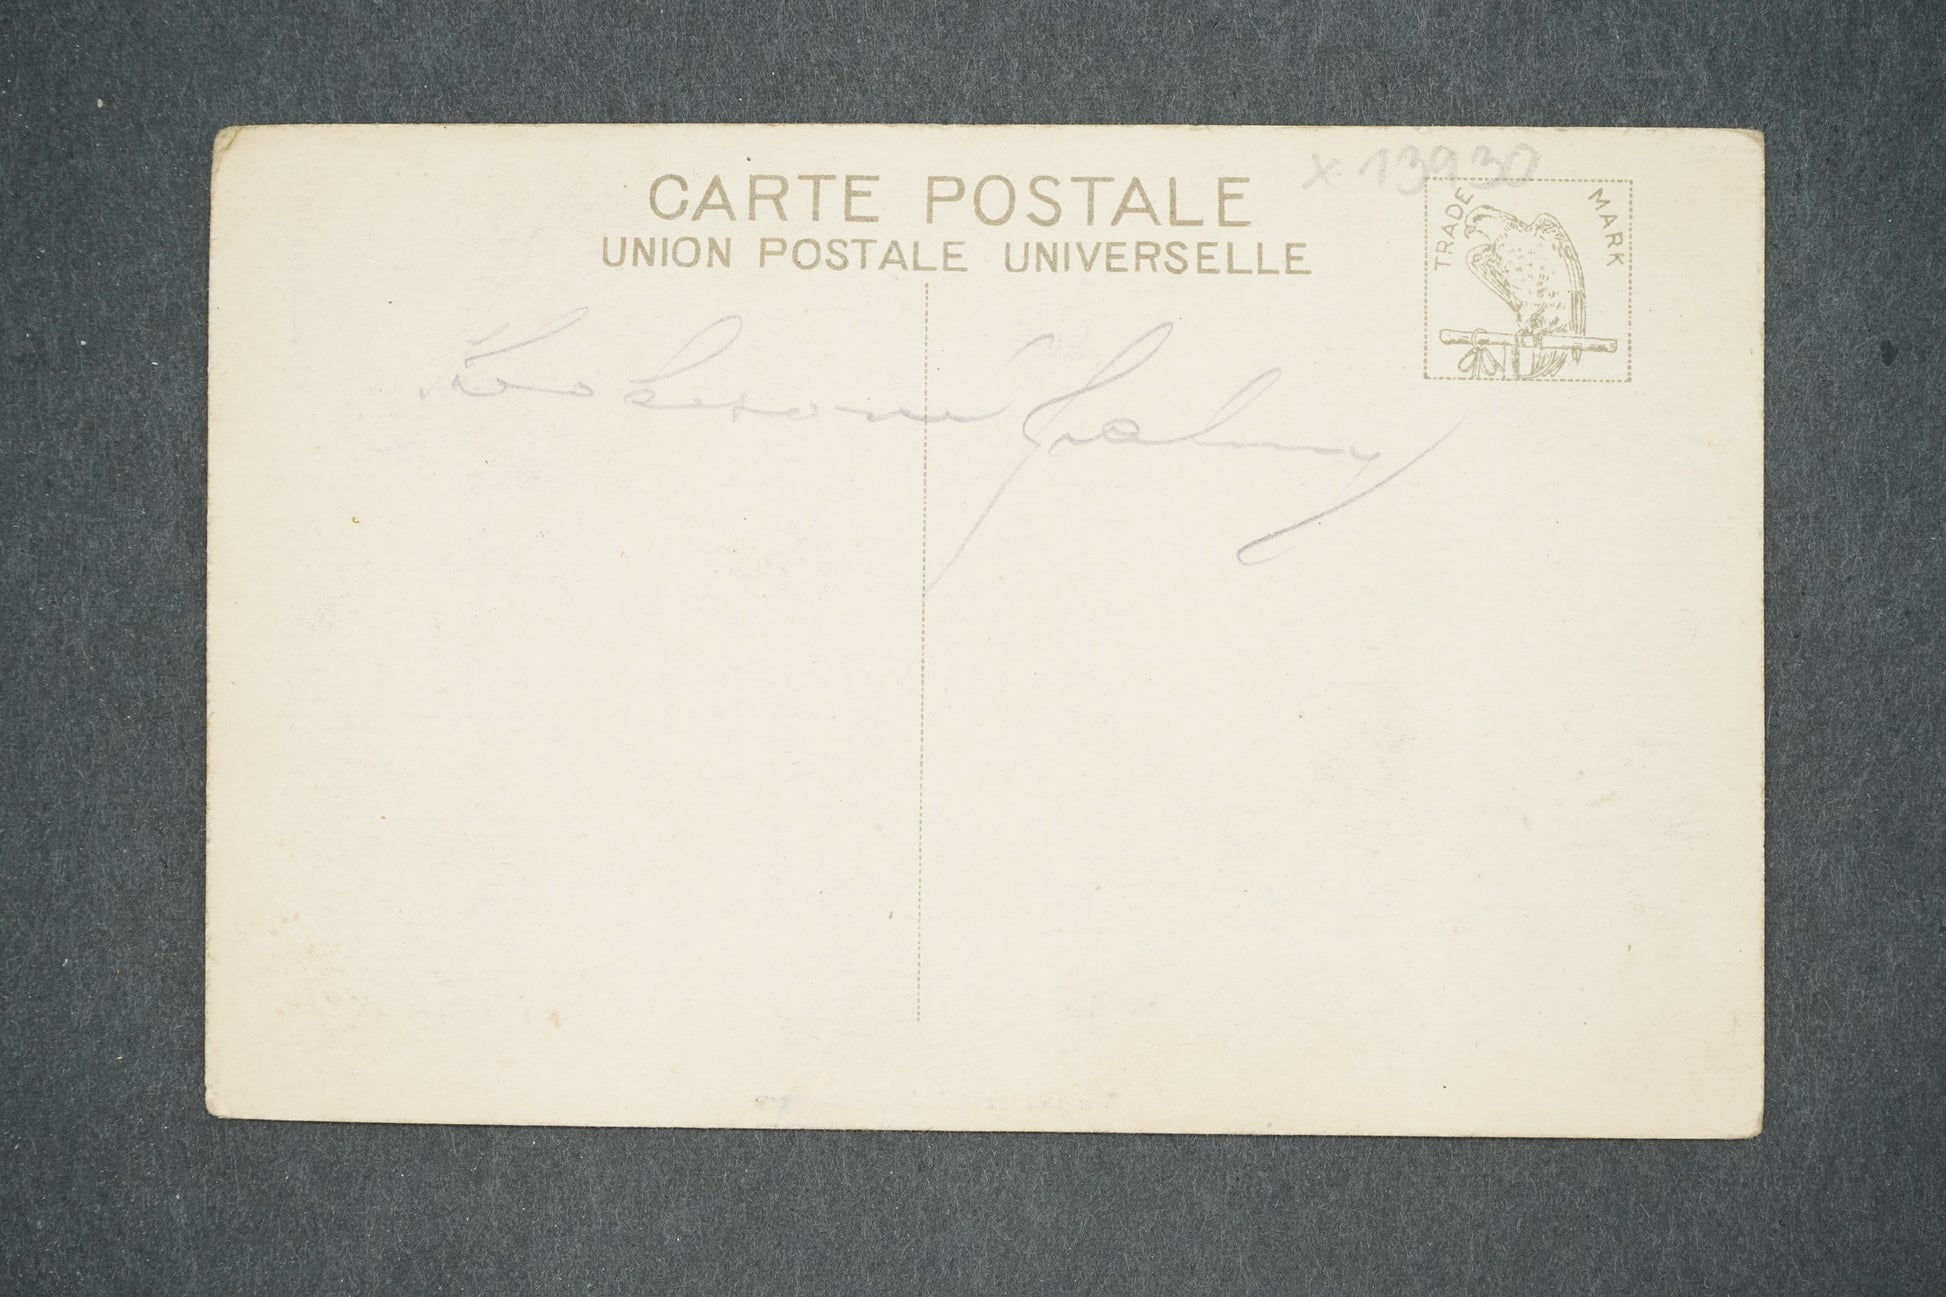 x 13930
CARTE POSTALE
UNION POSTALE UNIVERSELLE
TRADE MARK